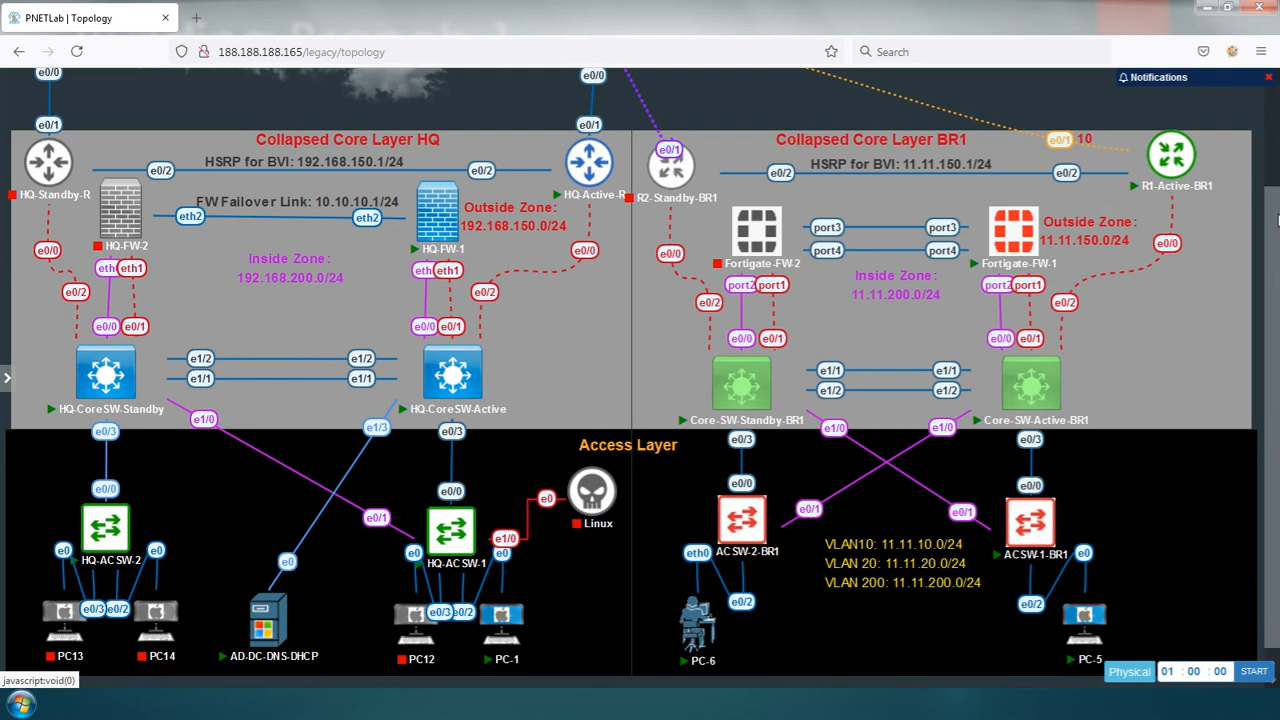 PNETLab | Topology
188.188.188.165/legacy/topology
Search
Notifications
e0/0
e0/0
e0/1
e0/1
e0/1
e0/1 10
Collapsed Core Layer HQ
Collapsed Core Layer BR1
HSRP for BVI: 192.168.150.1/24
HSRP for BVI: 11.11.150.1/24
e0/2
e0/2
e0/2
e0/2
HQ-Standby-R
HQ-Active-R
R2-Standby-BR1
R1-Active-BR1
FW Failover Link: 10.10.10.1/24
eth2
eth2
Outside Zone:
192.168.150.0/24
port3
port3
Outside Zone:
11.11.150.0/24
HQ-FW-2
HQ-FW-1
port4
port4
e0/0
e0/0
e0/0
e0/0
Fortigate-FW-2
Fortigate-FW-1
Inside Zone:
192.168.200.0/24
Inside Zone:
11.11.200.0/24
eth
eth1
eth
eth1
port2
port1
port2
port1
e0/2
e0/2
e0/2
e0/2
e0/0
e0/1
e0/0
e0/1
e0/0
e0/1
e0/0
e0/1
e1/2
e1/2
e1/1
e1/1
e1/1
e1/1
e1/2
e1/2
HQ-CoreSW-Standby
HQ-CoreSW-Active
Core-SW-Standby-BR1
Core-SW-Active-BR1
e1/0
e1/3
e1/0
e1/0
e0/3
e0/3
e0/3
e0/3
Access Layer
e0/0
e0/0
e0/0
e0/0
e0
Linux
e0/1
e0/1
e0/1
e1/0
HQ-ACSW-2
HQ-ACSW-1
ACSW-2-BR1
ACSW-1-BR1
VLAN10: 11.11.10.0/24
VLAN 20: 11.11.20.0/24
VLAN 200: 11.11.200.0/24
e0
e0
e0
e0
e0
eth0
e0
e0/3
e0/2
e0/3
e0/2
e0/2
e0/2
PC13
PC14
AD-DC-DNS-DHCP
PC12
PC-1
PC-6
PC-5
Physical
01 : 00 : 00
START
javascript:void(0)